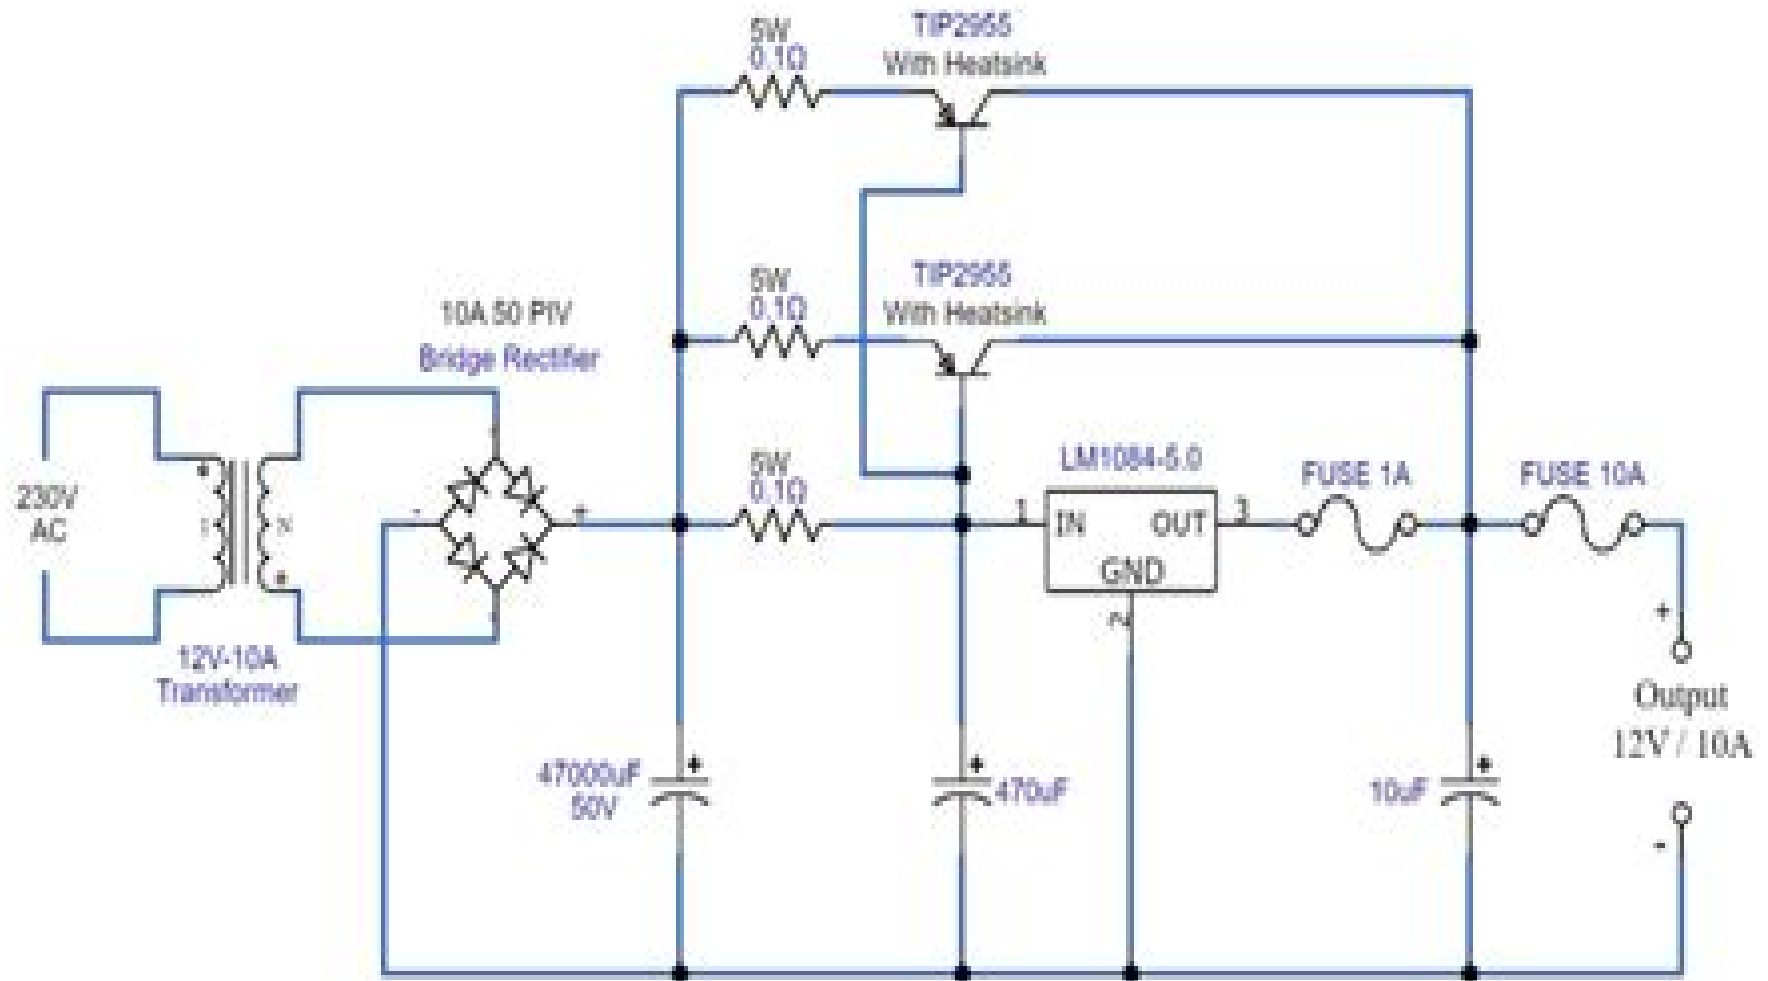 5W
0.1Ω
TIP2955
With Heatsink
5W
0.1Ω
TIP2955
With Heatsink
10A 50 PIV
Bridge Rectifier
230V
AC
12V-10A
Transformer
-
+
5W
0.1Ω
LM1084-5.0
1
IN
OUT
3
GND
2
FUSE 1A
FUSE 10A
47000uF
50V
+
470uF
+
10uF
+
+
Output
12V / 10A
-